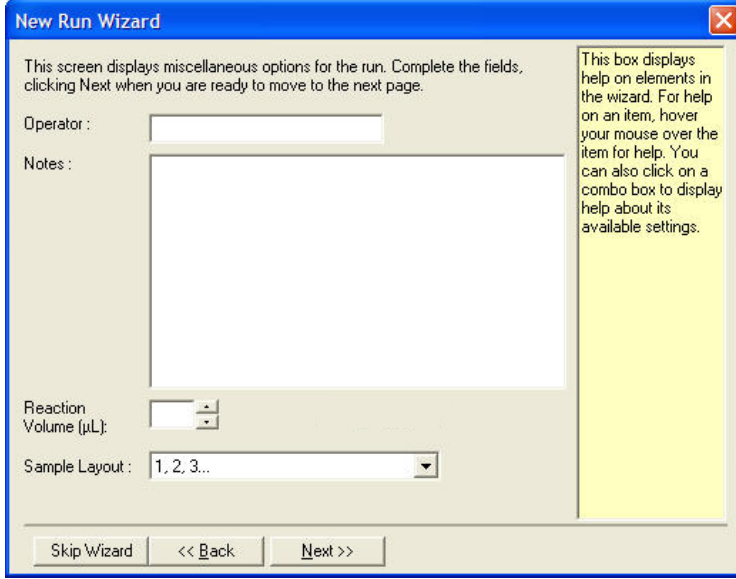 New Run Wizard
This screen displays miscellaneous options for the run. Complete the fields,
clicking Next when you are ready to move to the next page.
Operator :
Notes :
Reaction
Volume (µL):
Sample Layout :
1, 2, 3...
This box displays
help on elements in
the wizard. For help
on an item, hover
your mouse over the
item for help. You
can also click on a
combo box to display
help about its
available settings.
Skip Wizard
<< Back
Next >>